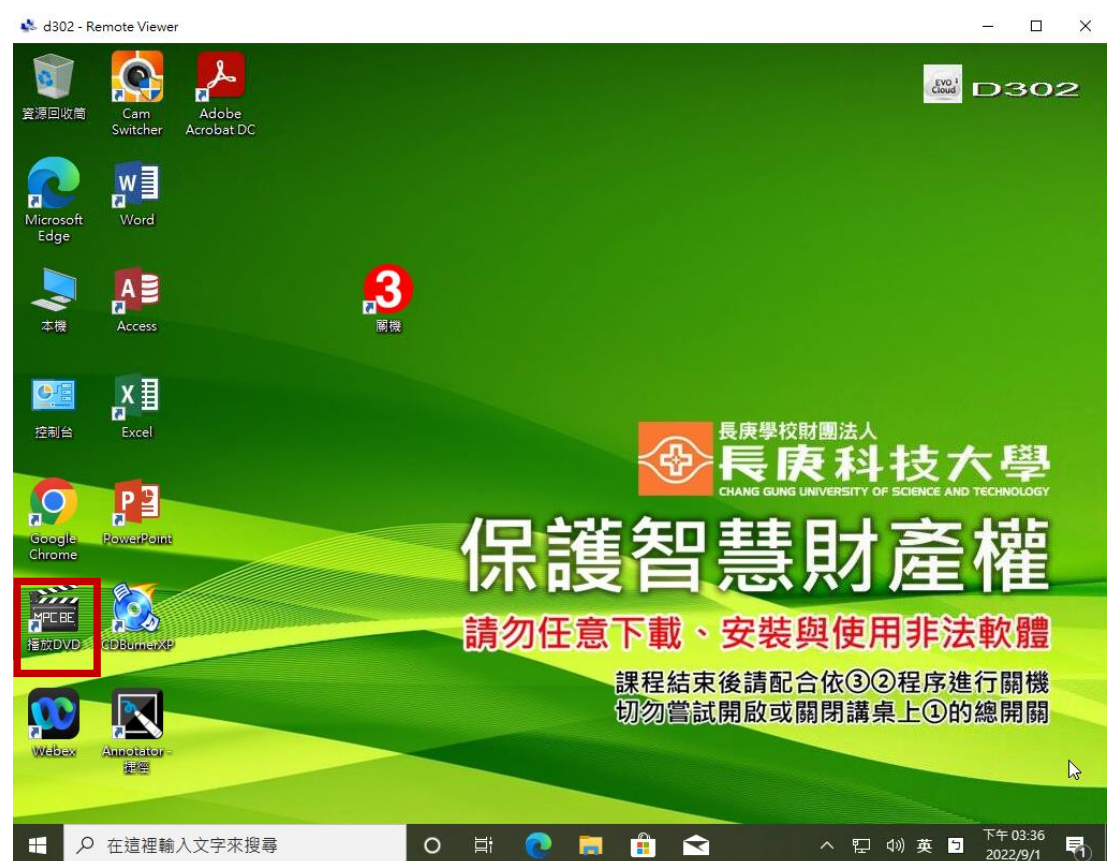 d302 - Remote Viewer
資源回收筒
Cam
Switcher
Adobe
Acrobat DC
EVO
Cloud
D302
Microsoft
Edge
Word
本機
Access
3
關機
控制台
Excel
Google
Chrome
PowerPoint
MPC BE
播放DVD
CDBurnerXP
Webex
Annotator -
捷徑
長庚學校財團法人
長庚科技大學
CHANG GUNG UNIVERSITY OF SCIENCE AND TECHNOLOGY
保護智慧財產權
請勿任意下載、安裝與使用非法軟體
課程結束後請配合依③②程序進行關機
切勿嘗試開啟或關閉講桌上①的總開關
在這裡輸入文字來搜尋
英
下午 03:36
2022/9/1